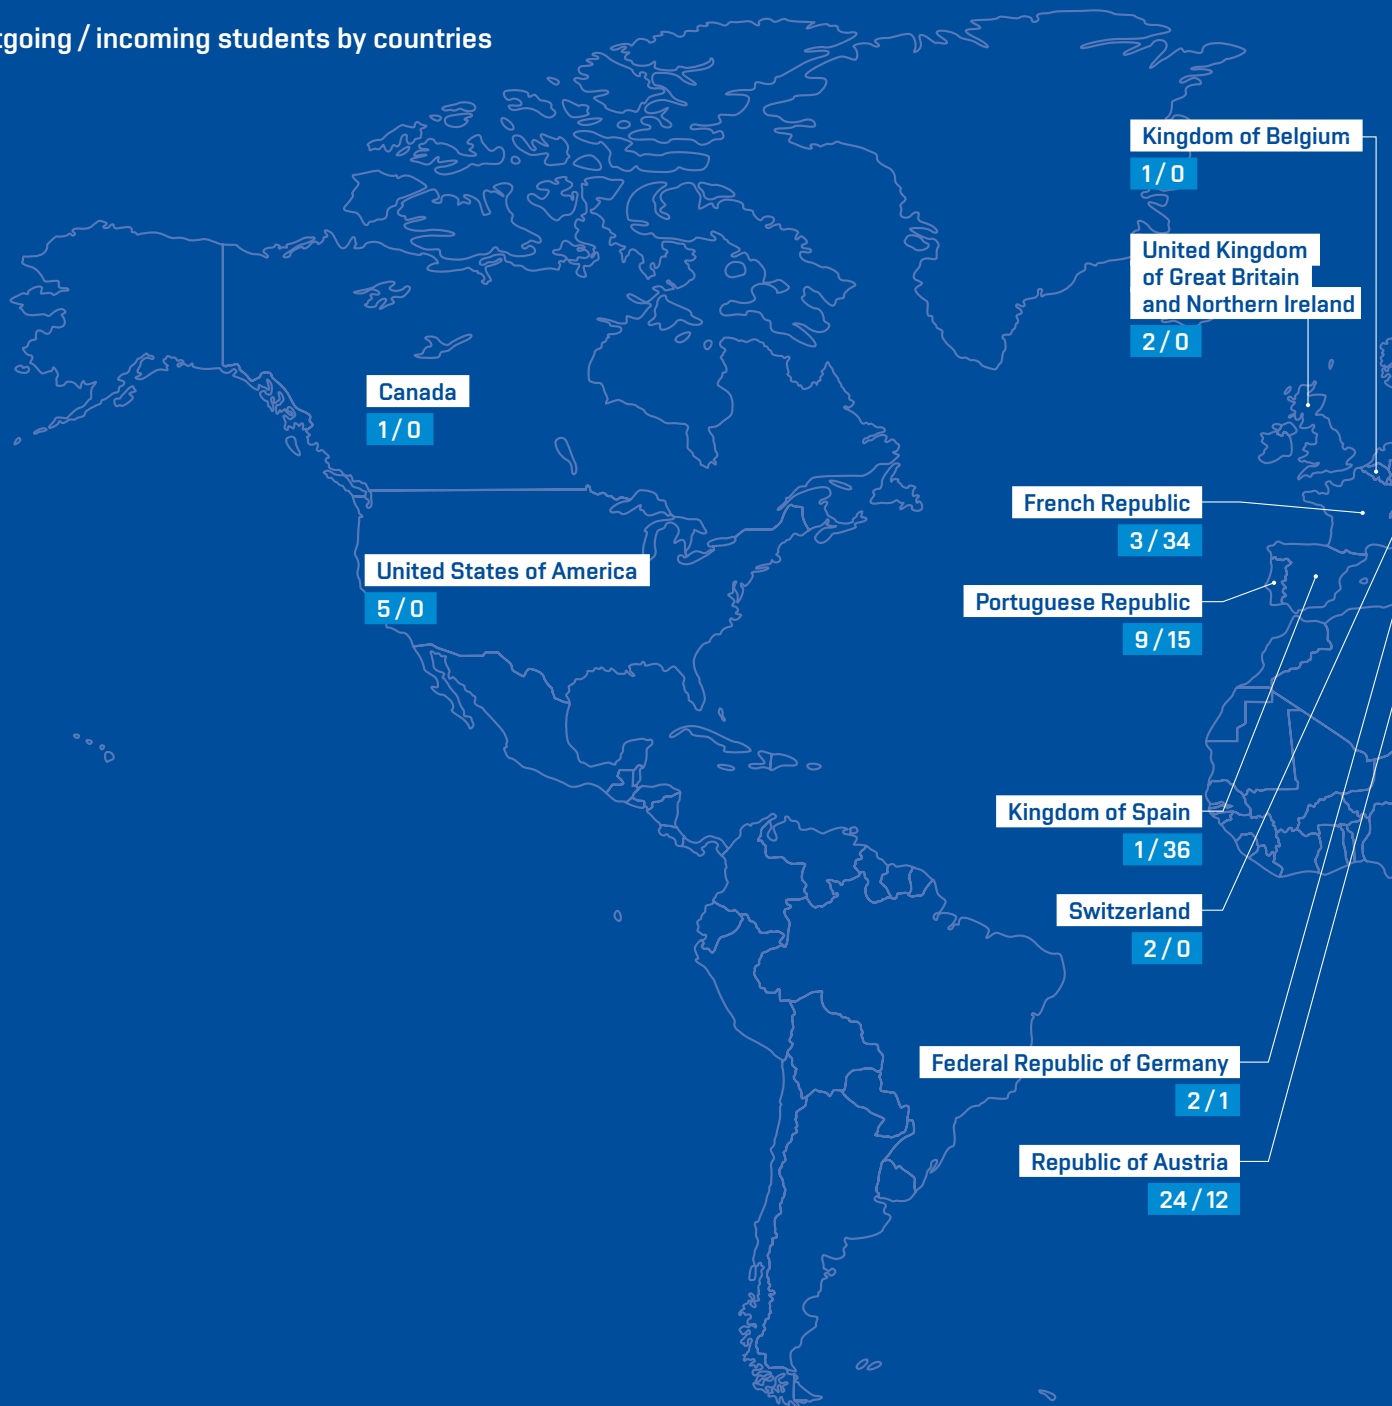 tgoing / incoming students by countries
Kingdom of Belgium
1 / 0
United Kingdom
of Great Britain
and Northern Ireland
2 / 0
Canada
1 / 0
French Republic
3 / 34
United States of America
5 / 0
Portuguese Republic
9 / 15
Kingdom of Spain
1 / 36
Switzerland
2 / 0
Federal Republic of Germany
2 / 1
Republic of Austria
24 / 12